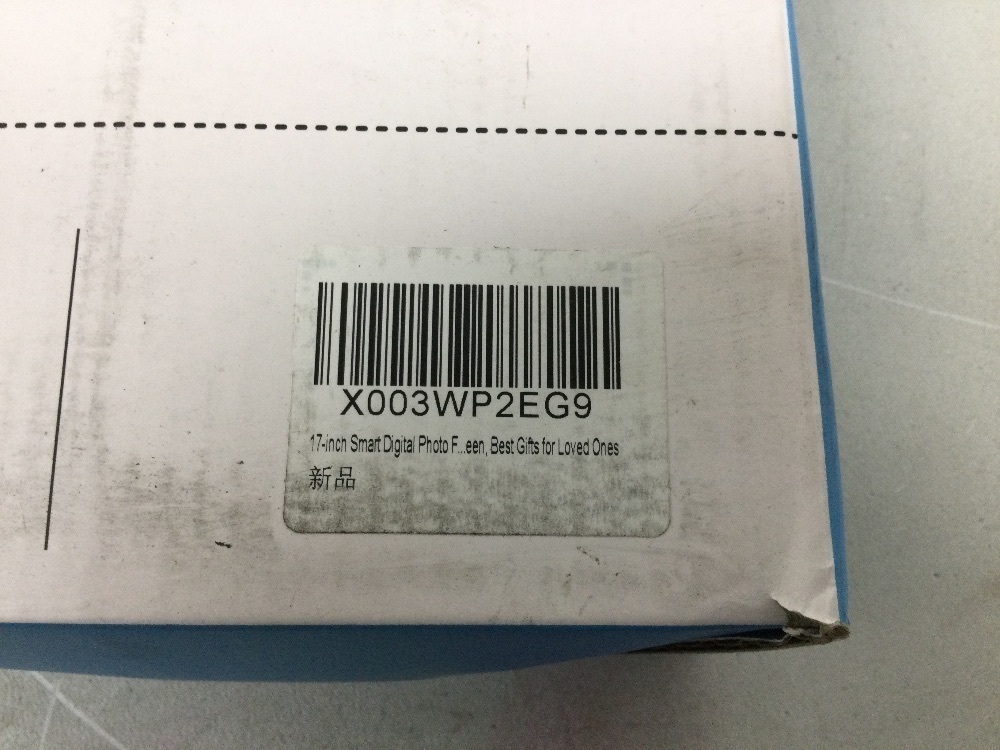 X003WP2EG9
17-inch Smart Digital Photo F...een, Best Gifts for Loved Ones
新品